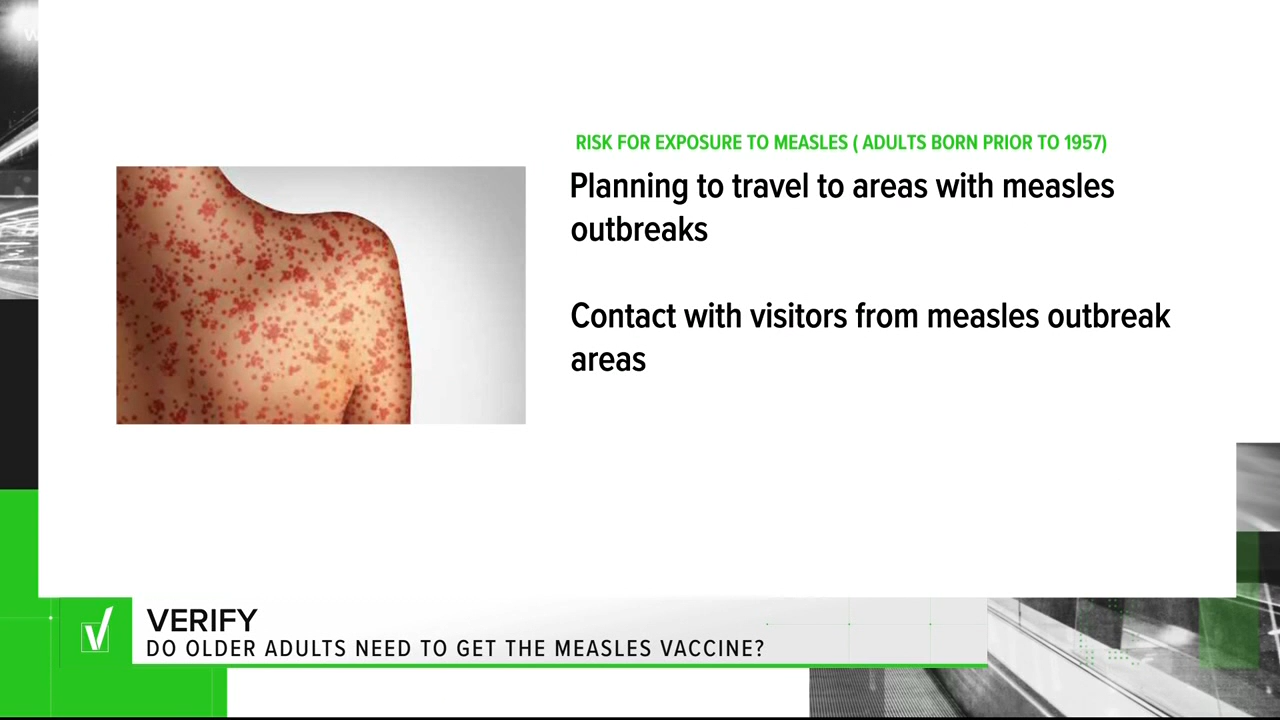 RISK FOR EXPOSURE TO MEASLES ( ADULTS BORN PRIOR TO 1957)
Planning to travel to areas with measles
outbreaks
Contact with visitors from measles outbreak
areas
VERIFY
DO OLDER ADULTS NEED TO GET THE MEASLES VACCINE?